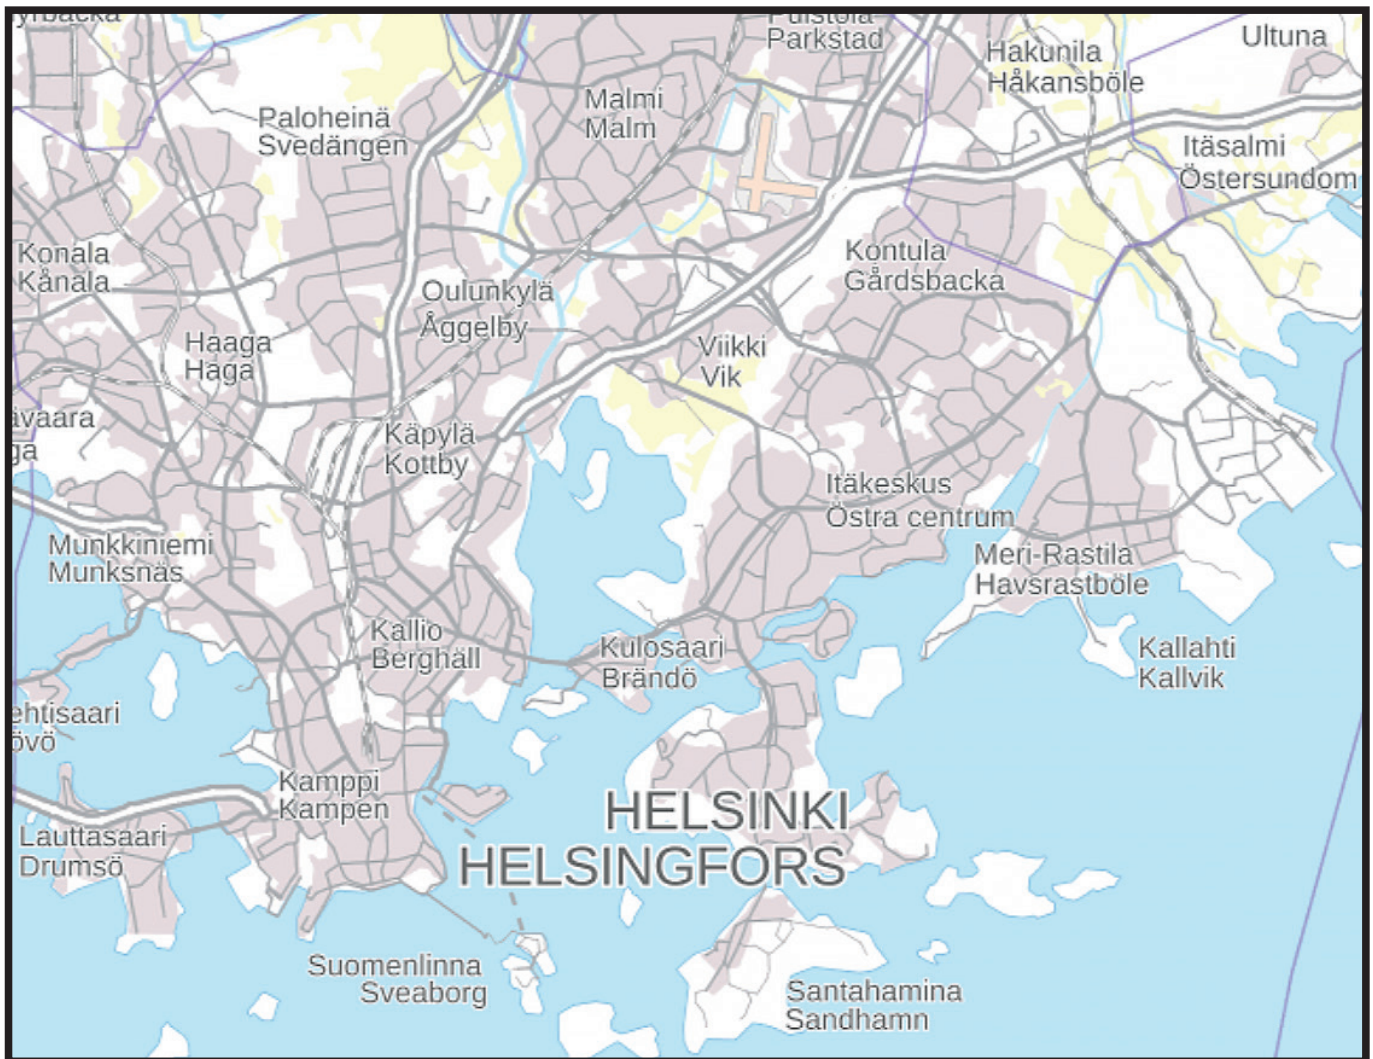 Parkstad
Hakunila
Håkansböle
Ultuna
Malmi
Malm
Paloheinä
Svedängen
Itäsalmi
Östersundom
Konala
Kånala
Kontula
Gårdsbacka
Oulunkylä
Åggelby
Haaga
Haga
Viikki
Vik
Käpylä
Kottby
Itäkeskus
Östra centrum
Munkkiniemi
Munksnäs
Meri-Rastila
Havsrastböle
Kallio
Berghäll
Kulosaari
Brändö
Kallahti
Kallvik
Kamppi
Kampen
HELSINKI
HELSINGFORS
Lauttasaari
Drumsö
Suomenlinna
Sveaborg
Santahamina
Sandhamn